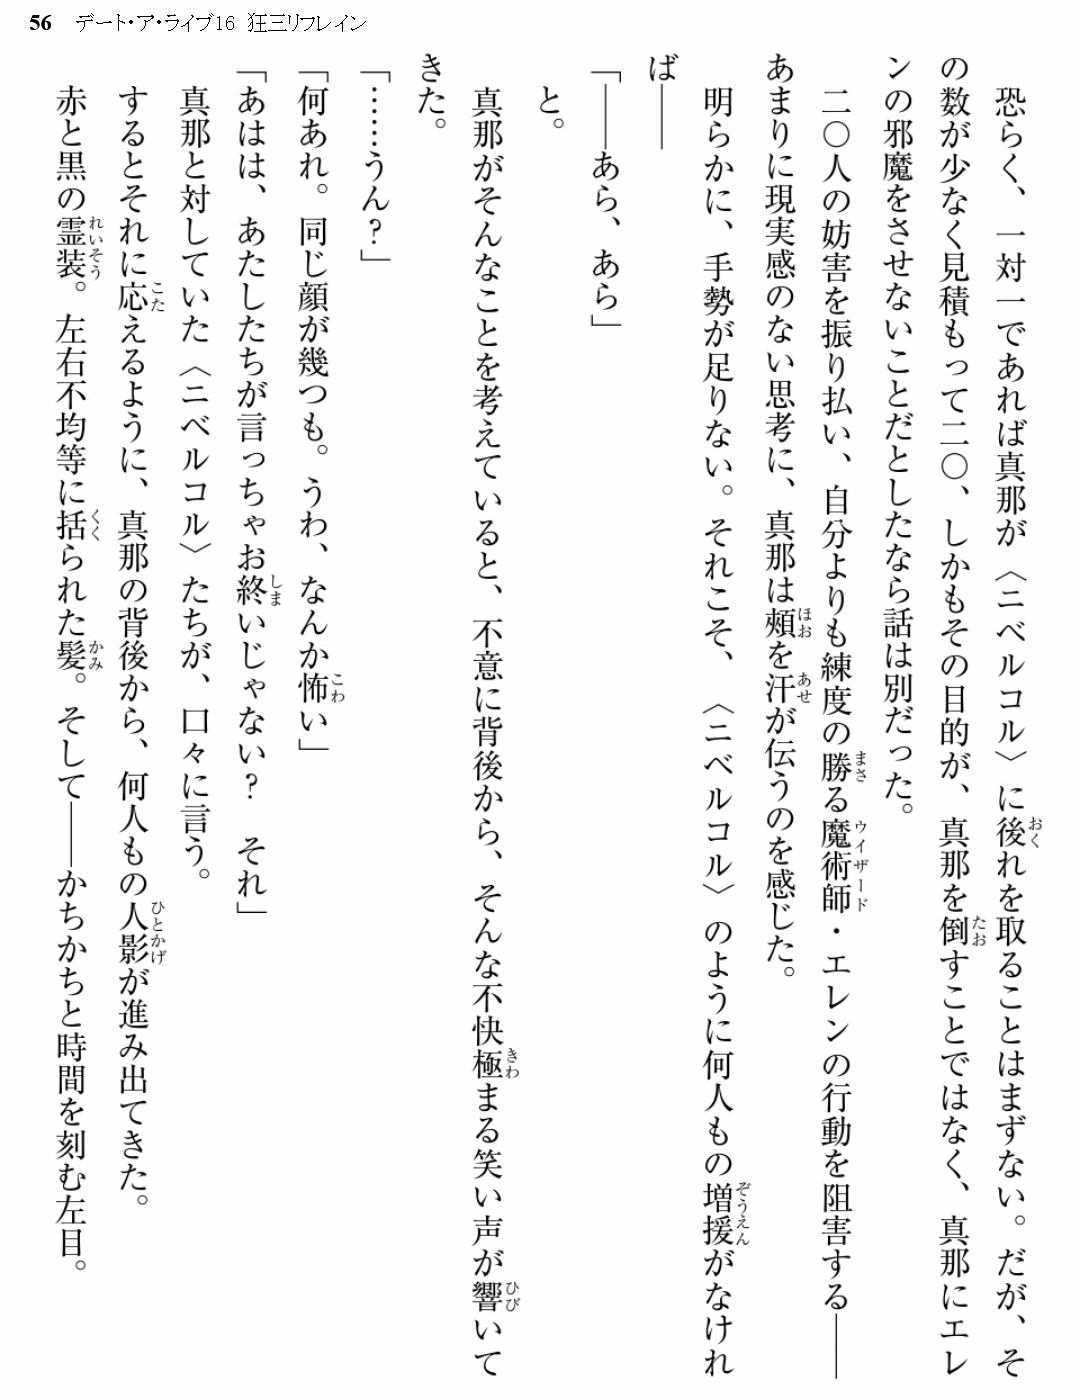 56 デート・ア・ライブ16 狂三リフレイン
恐らく、一対一であれば真那が〈ニベルコル〉に後れを取ることはまずない。だが、そ
の数が少なく見積もって二〇、しかもその目的が、真那を倒すことではなく、真那にエレ
ンの邪魔をさせないことだとしたなら話は別だった。
二〇人の妨害を振り払い、自分よりも練度の勝る魔術師・エレンの行動を阻害する――
あまりに現実感のない思考に、真那は頬を汗が伝うのを感じた。
明らかに、手勢が足りない。それこそ、〈ニベルコル〉のように何人もの増援がなけれ
ば――
「――あら、あら」
と。
真那がそんなことを考えていると、不意に背後から、そんな不快極まる笑い声が響いて
きた。
「……うん？」
「何あれ。同じ顔が幾つも。うわ、なんか怖い」
「あはは、あたしたちが言っちゃお終いじゃない？　それ」
真那と対していた〈ニベルコル〉たちが、口々に言う。
するとそれに応えるように、真那の背後から、何人もの人影が進み出てきた。
赤と黒の霊装。左右不均等に括られた髪。そして――かちかちと時間を刻む左目。